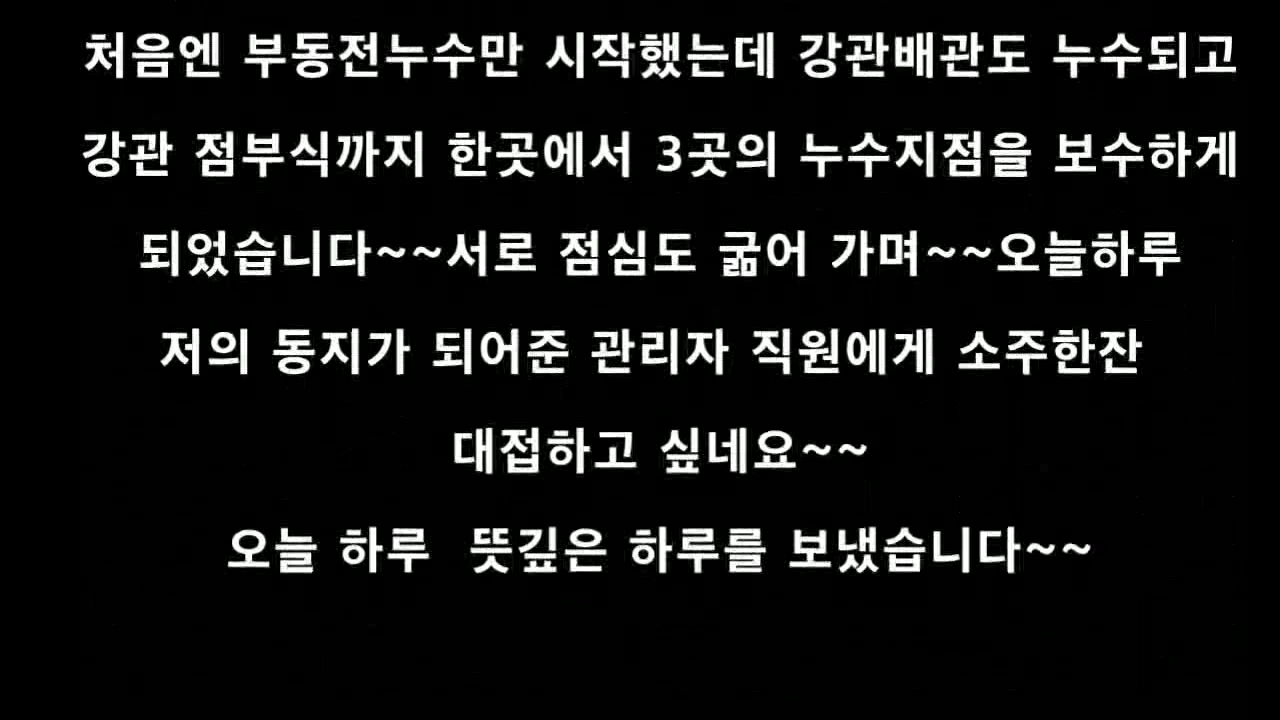 처음엔 부동전누수만 시작했는데 강관배관도 누수되고
강관 점부식까지 한곳에서 3곳의 누수지점을 보수하게
되었습니다~~서로 점심도 굶어 가며~~오늘하루
저의 동지가 되어준 관리자 직원에게 소주한잔
대접하고 싶네요~~
오늘 하루 뜻깊은 하루를 보냈습니다~~